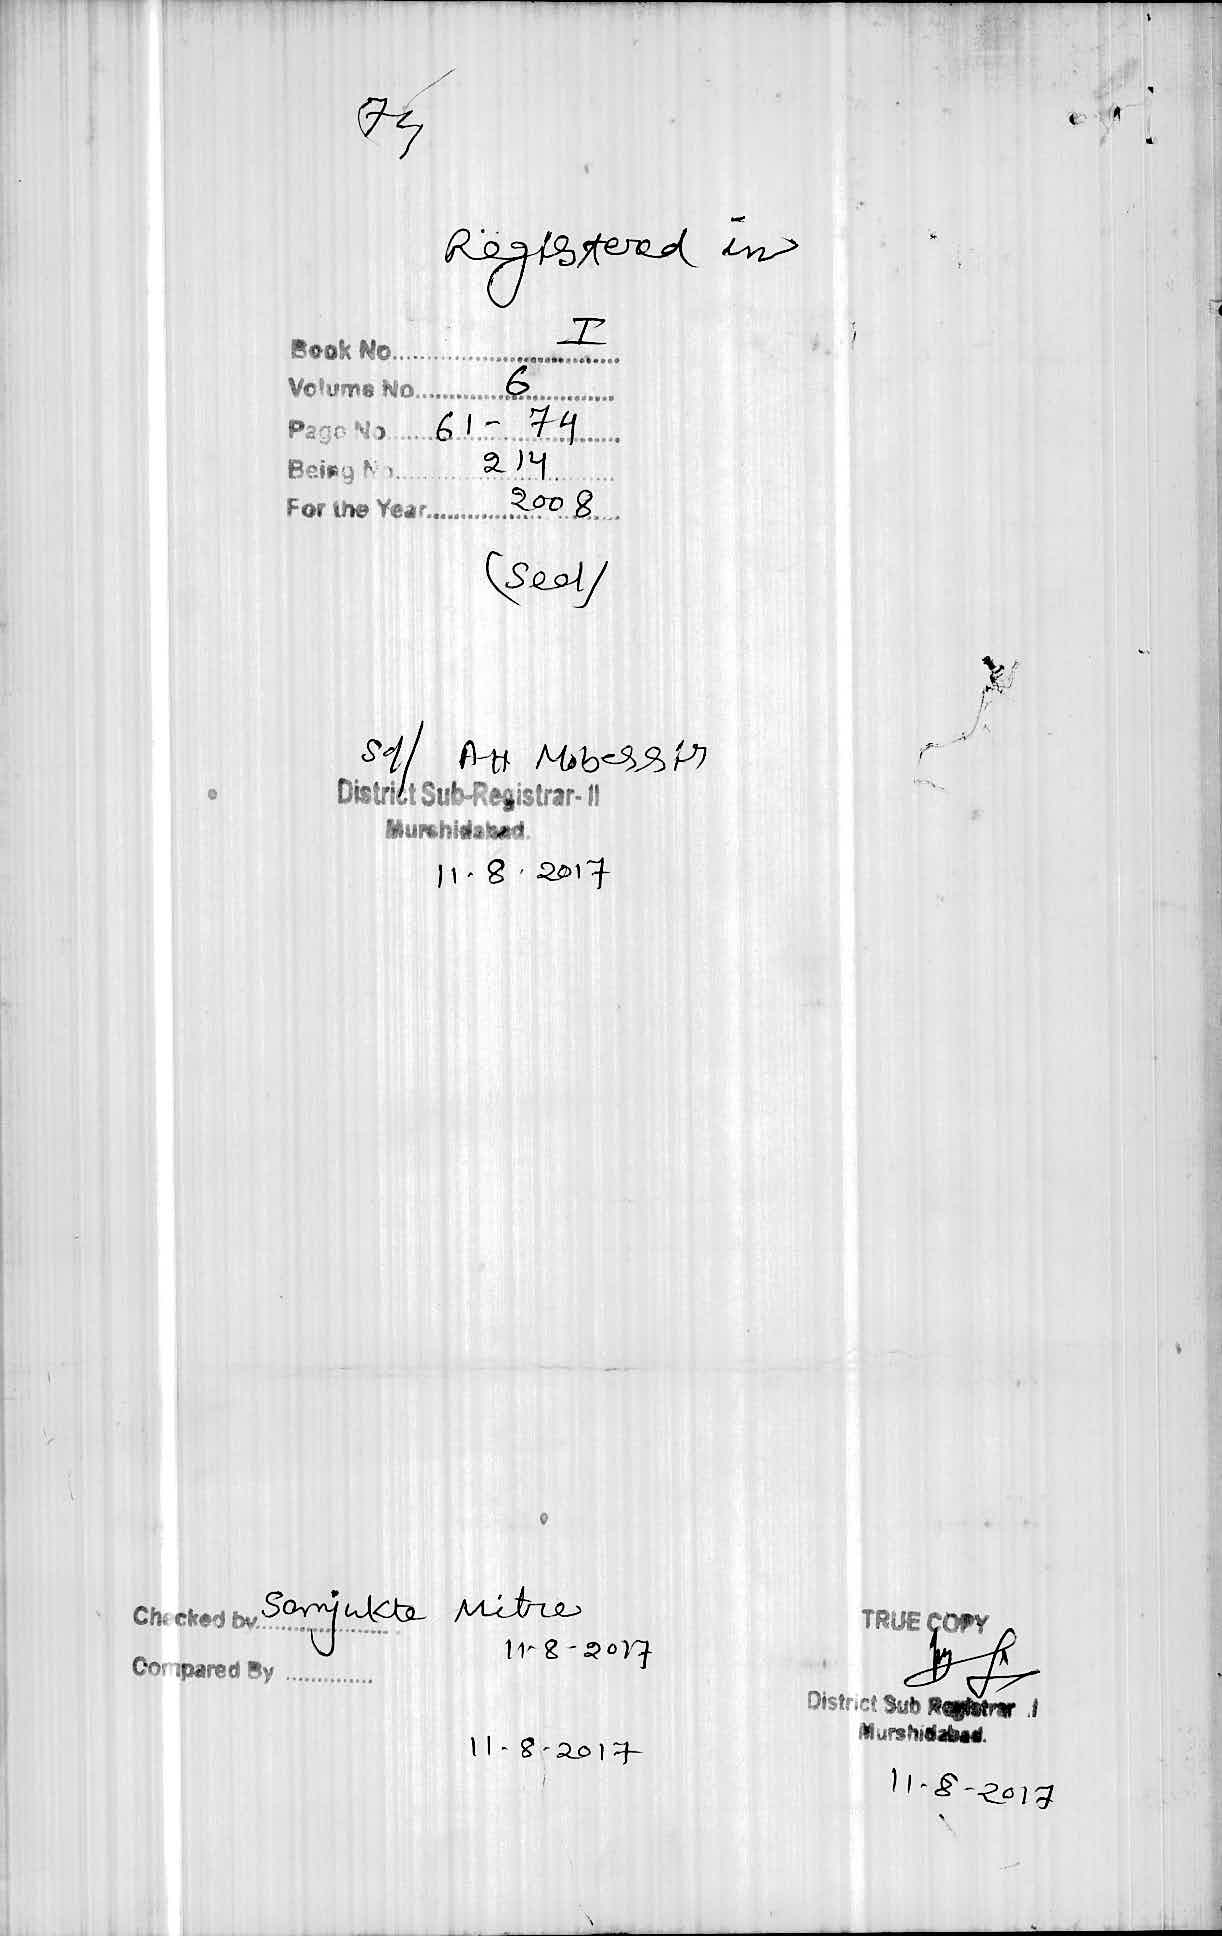 74
Registered in
Book No. I
Volume No. 6
Page No. 61 - 74
Being No. 214
For the Year 2008
(Seal)
Sd/ AH Mobassir
District Sub-Registrar-II
Murshidabad.
11.8.2017
Checked by Samjukta Mitra
11-8-2017
Compared By
11-8-2017
TRUE COPY
District Sub Registrar I
Murshidabad.
11-8-2017